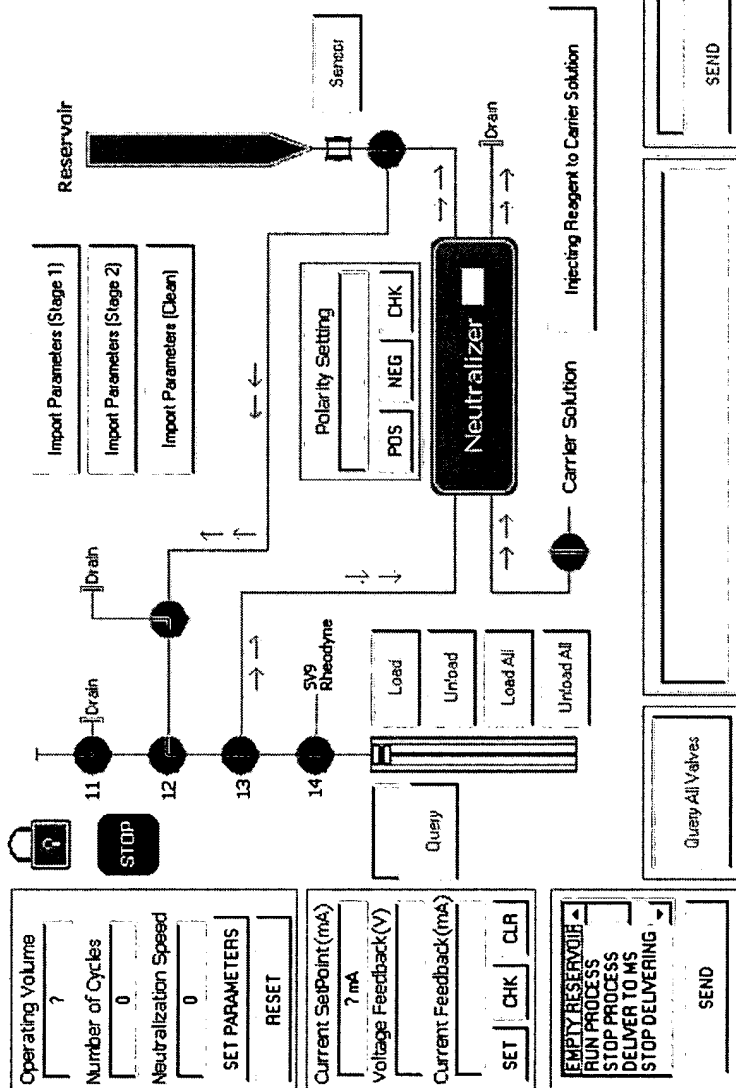 Operating Volume
?
Number of Cycles
0
Neutralization Speed
0
SET PARAMETERS
RESET
Current SetPoint(mA)
? mA
Voltage Feedback(V)
Current Feedback(mA)
SET
CHK
CLR
EMPTY RESERVOIR
RUN PROCESS
STOP PROCESS
DELIVER TO MS
STOP DELIVERING
SEND
?
STOP
11
Drain
12
Drain
13
14
SV9
Rheodyne
Query
Load
Unload
Load All
Unload All
Query All Valves
Import Parameters (Stage 1)
Import Parameters (Stage 2)
Import Parameters (Clean)
Reservoir
Sensor
Polarity Setting
POS
NEG
CHK
Neutralizer
Drain
Carrier Solution
Injecting Reagent to Carrier Solution
SEND